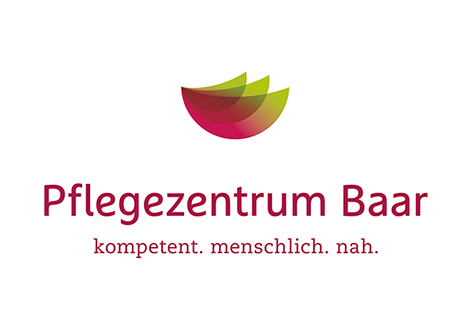 Pflegezentrum Baar
kompetent. menschlich. nah.